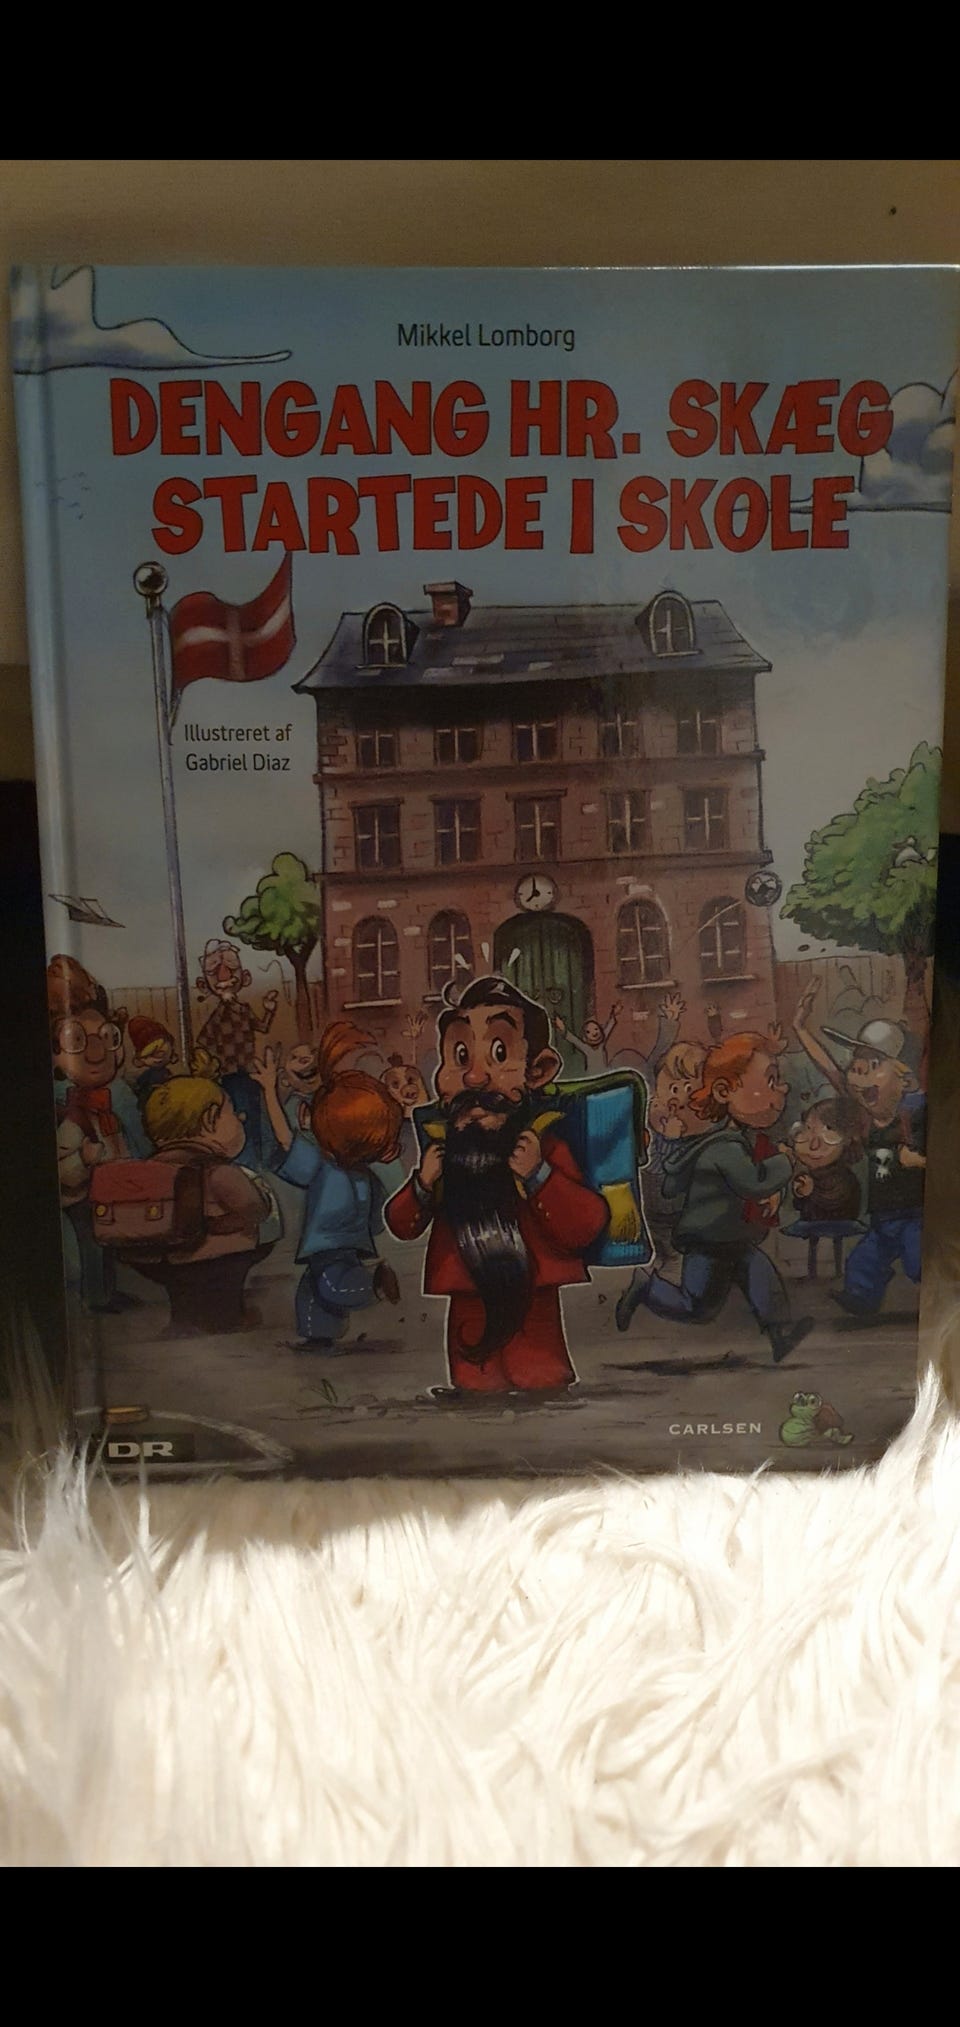 Mikkel Lomborg
DENGANG HR. SKÆG
STARTEDE I SKOLE
Illustreret af
Gabriel Diaz
CARLSEN
DR